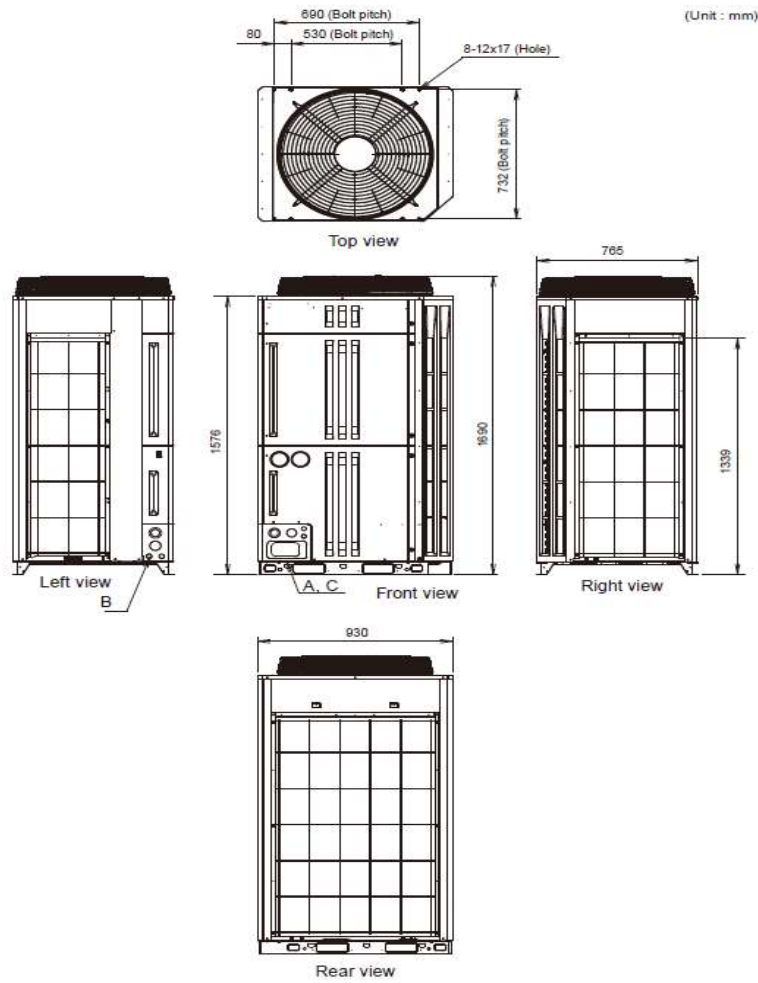 690 (Bolt pitch)
(Unit : mm)
80
530 (Bolt pitch)
8-12x17 (Hole)
732 (Bolt pitch)
Top view
765
1576
1690
1339
Left view
B
A, C
Front view
Right view
930
Rear view